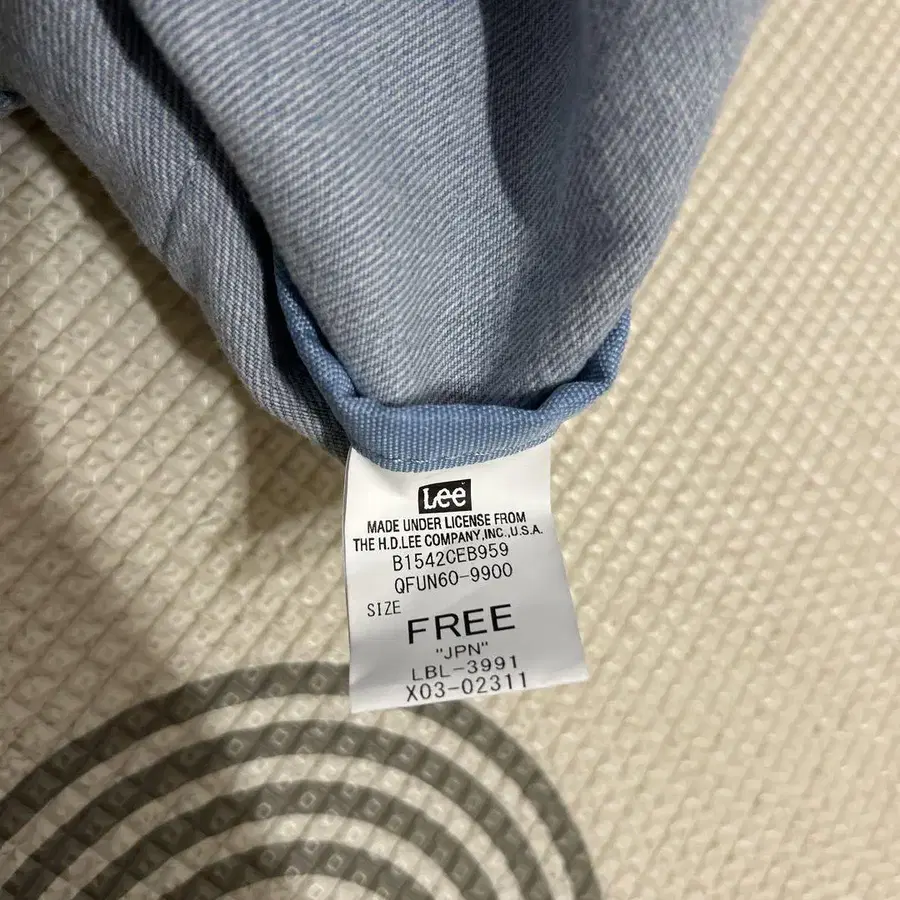 Lee
MADE UNDER LICENSE FROM
THE H.D.LEE COMPANY,INC.,U.S.A.
B1542CEB959
QFUN60-9900
SIZE
FREE
"JPN"
LBL-3991
X03-02311